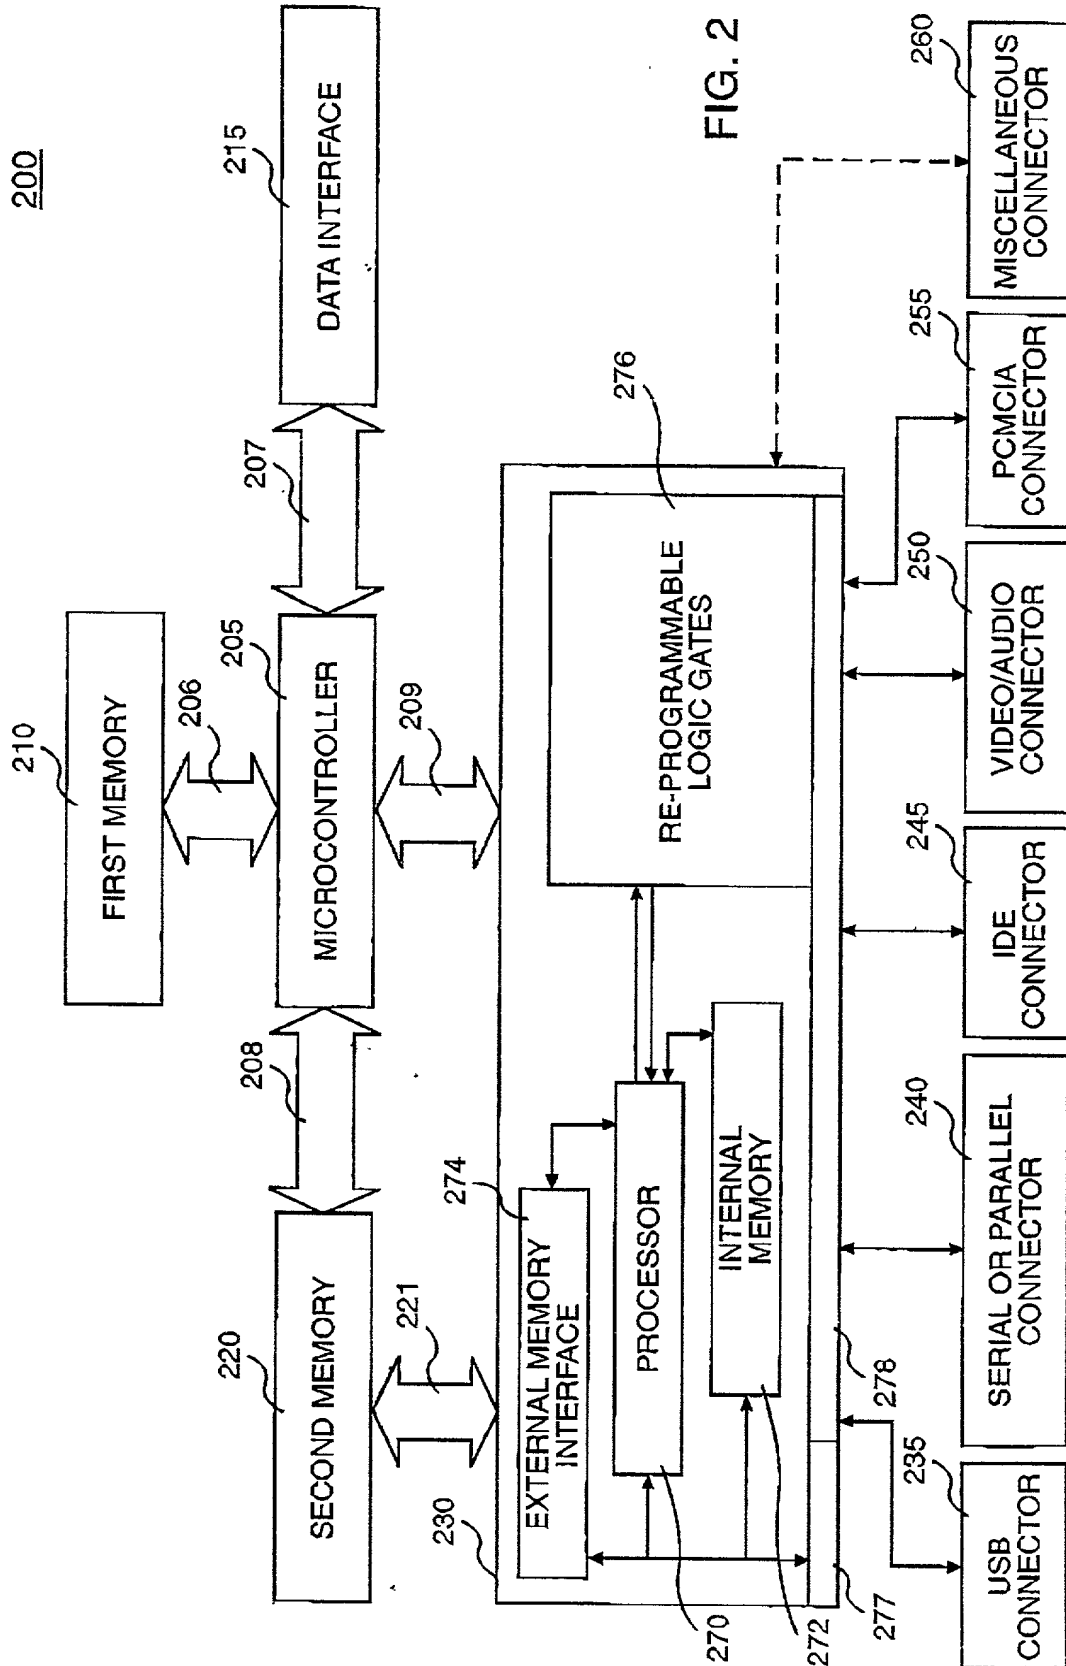 200
210
FIRST MEMORY
206
220
SECOND MEMORY
208
205
MICROCONTROLLER
207
215
DATA INTERFACE
221
209
230
274
EXTERNAL MEMORY
INTERFACE
PROCESSOR
270
INTERNAL
MEMORY
272
RE-PROGRAMMABLE
LOGIC GATES
276
277
278
FIG. 2
235
USB
CONNECTOR
240
SERIAL OR PARALLEL
CONNECTOR
245
IDE
CONNECTOR
250
VIDEO/AUDIO
CONNECTOR
255
PCMCIA
CONNECTOR
260
MISCELLANEOUS
CONNECTOR